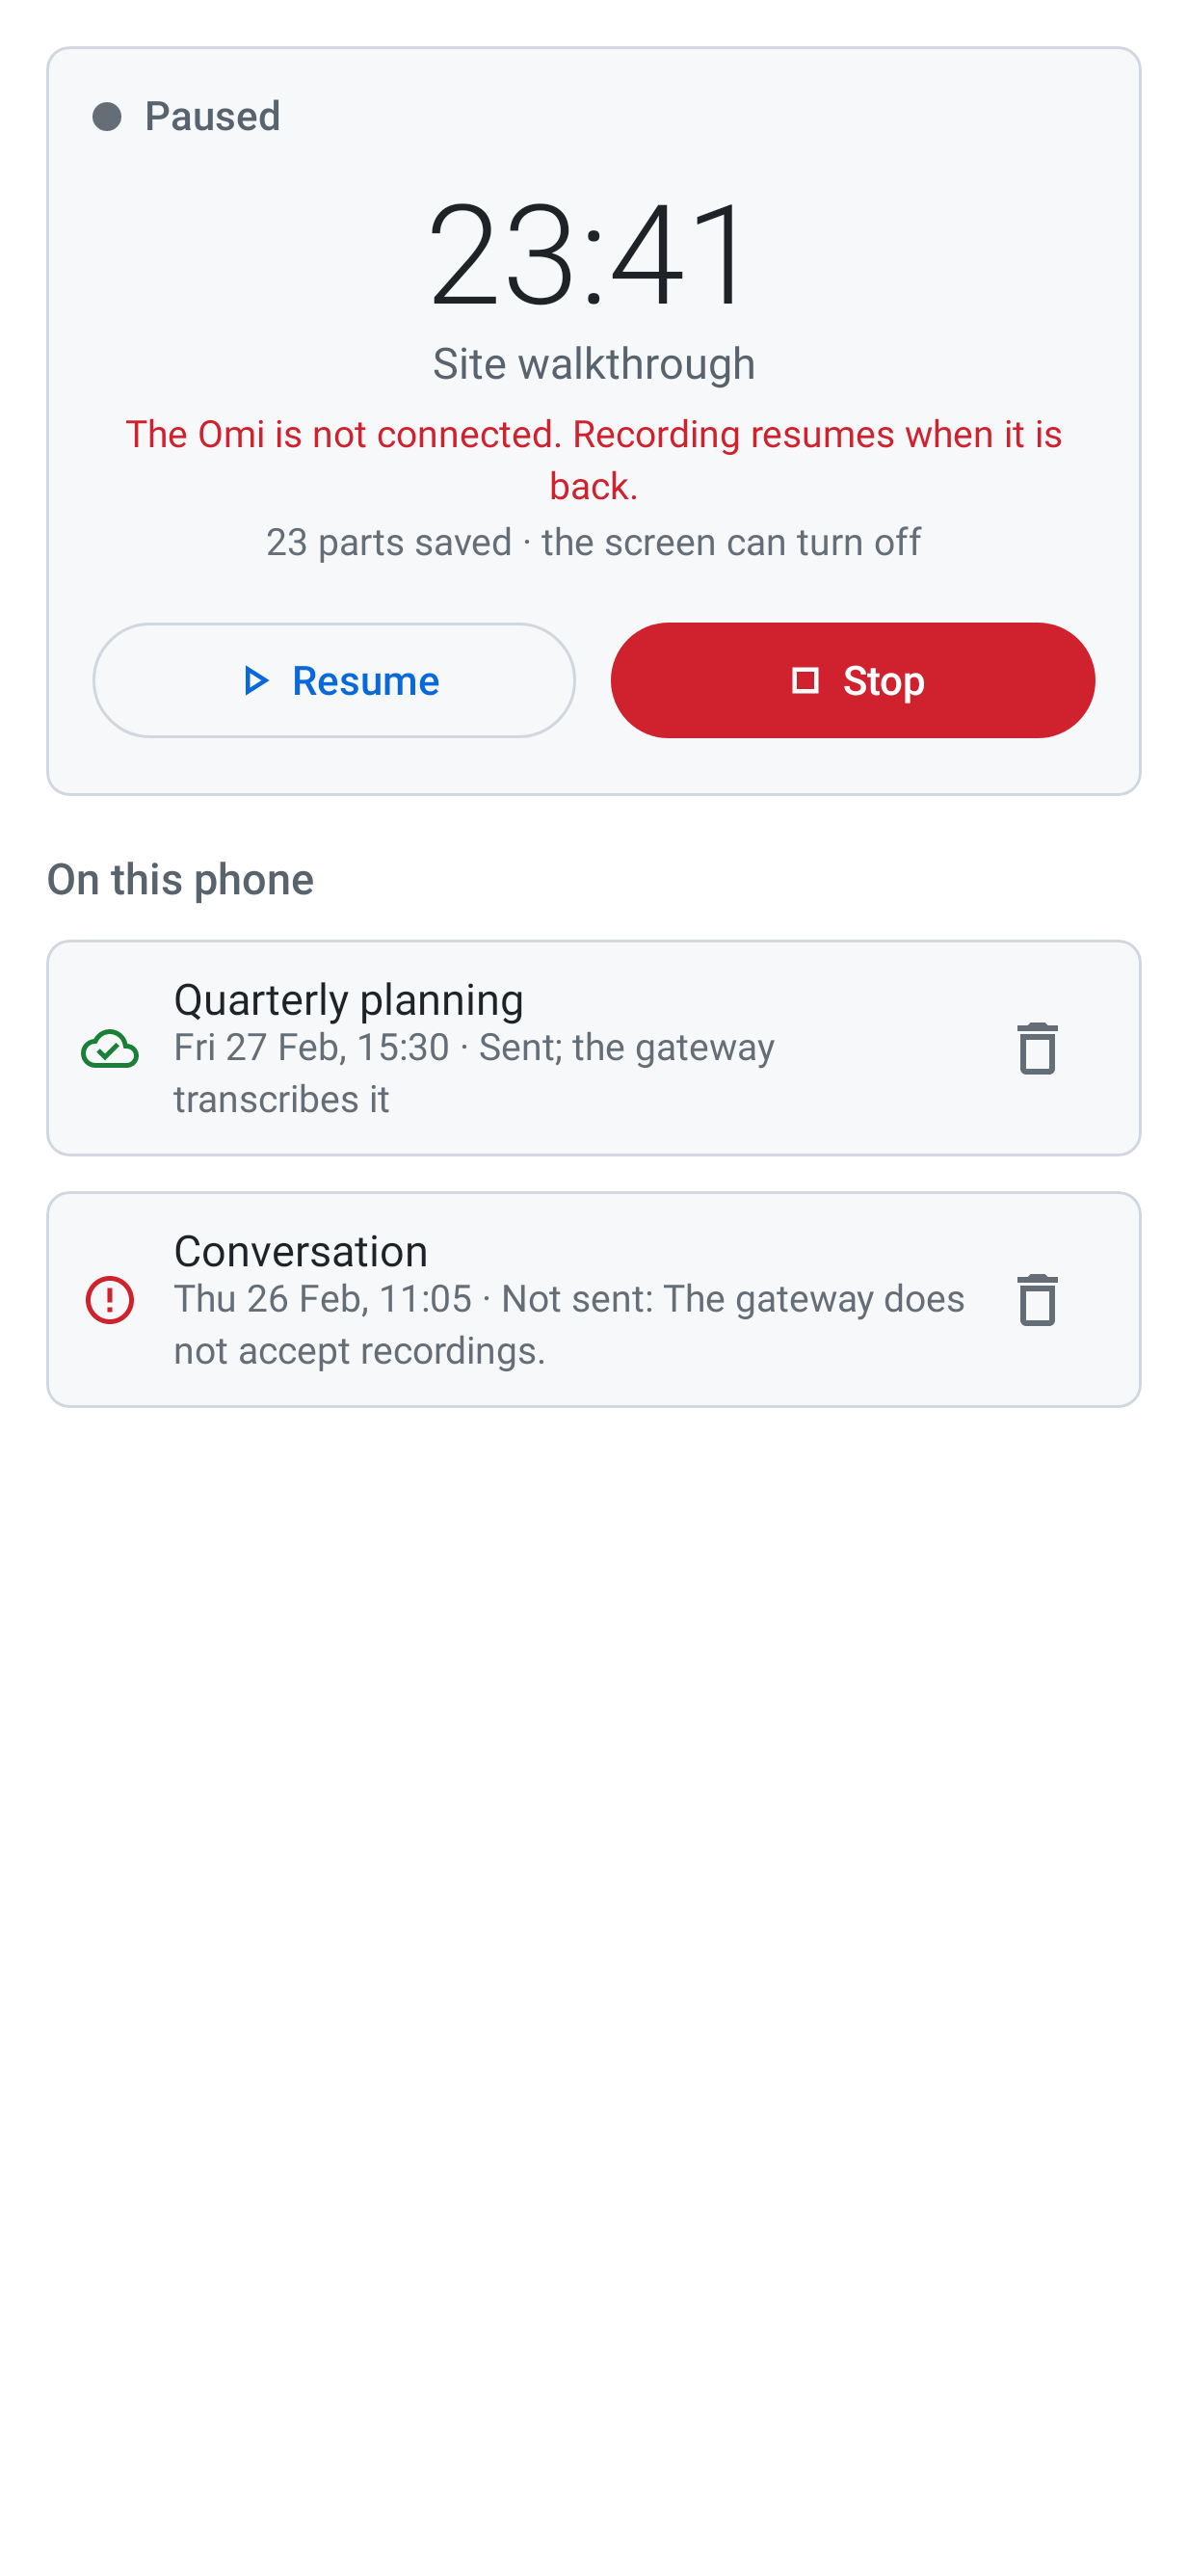 Paused
23:41
Site walkthrough
The Omi is not connected. Recording resumes when it is
back.
23 parts saved · the screen can turn off
Resume
Stop
On this phone
Quarterly planning
Fri 27 Feb, 15:30 · Sent; the gateway
transcribes it
Conversation
Thu 26 Feb, 11:05 · Not sent: The gateway does
not accept recordings.